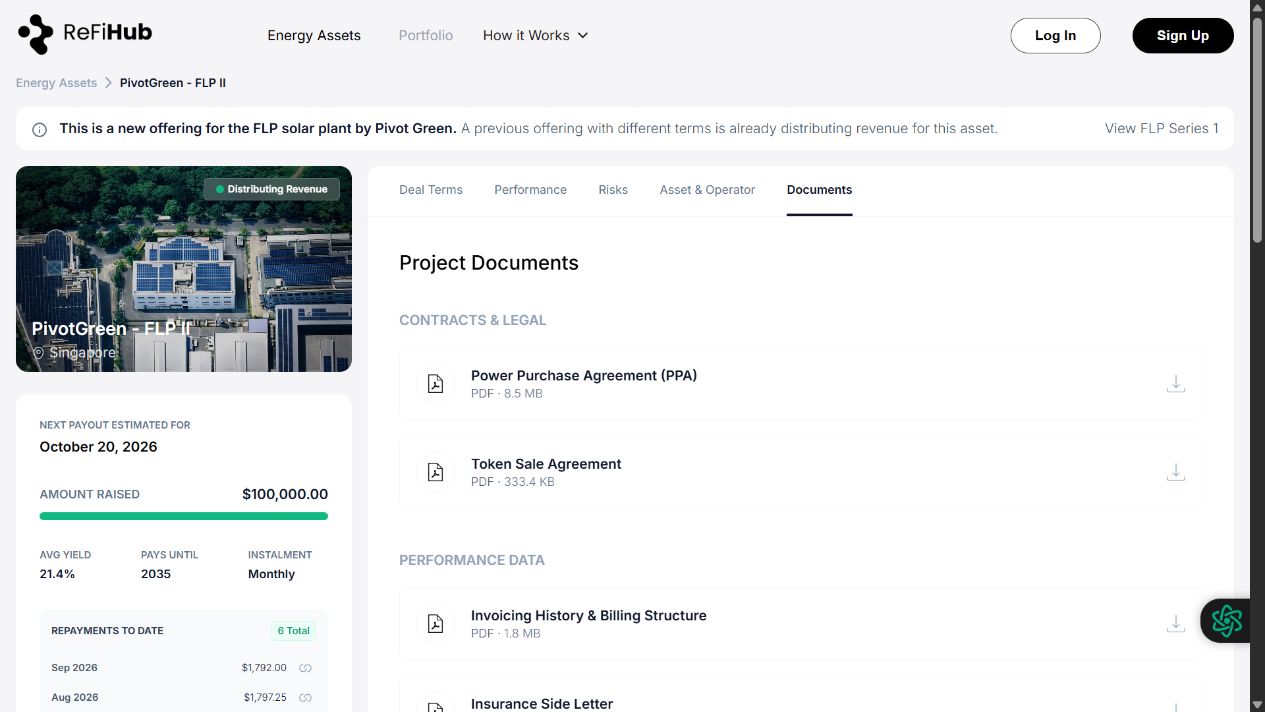 ReFiHub
Energy Assets
Portfolio
How it Works
Log In
Sign Up
Energy Assets
PivotGreen - FLP II
This is a new offering for the FLP solar plant by Pivot Green. A previous offering with different terms is already distributing revenue for this asset.
View FLP Series 1
Distributing Revenue
PivotGreen - FLP II
Singapore
NEXT PAYOUT ESTIMATED FOR
October 20, 2026
AMOUNT RAISED $100,000.00
AVG YIELD PAYS UNTIL INSTALMENT
21.4% 2035 Monthly
REPAYMENTS TO DATE 6 Total
Sep 2026 $1,792.00
Aug 2026 $1,797.25
Deal Terms Performance Risks Asset & Operator Documents
Project Documents
CONTRACTS & LEGAL
Power Purchase Agreement (PPA)
PDF · 8.5 MB
Token Sale Agreement
PDF · 333.4 KB
PERFORMANCE DATA
Invoicing History & Billing Structure
PDF · 1.8 MB
Insurance Side Letter